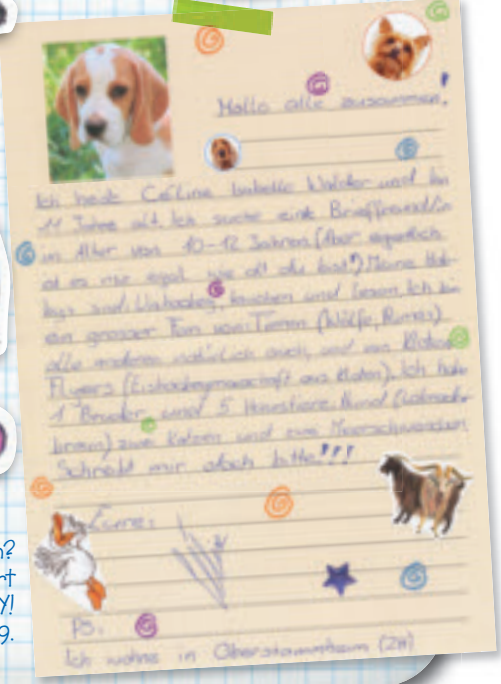 Hallo alle zusammen!
Ich heisse Céline Isabelle Walder und bin
11 Jahre alt. Ich suche eine Brieffreund/in
im Alter von 10-12 Jahren (Aber eigentlich
ist es mir egal wie alt du bist!) Meine Hob-
bys sind: Unihockey, und lesen. Ich bin
ein grosser Fan von: Tieren (Wölfe, Pumas)
alle anderen natürlich auch, und von Kloten
Flyers (Eishockeymannschaft aus Kloten). Ich habe
1 Bruder und 5 Haustiere. Hund (Labrador
braun) zwei Katzen und zwei Meerschweinchen
Schreibt mir doch bitte!!!
Eure:
PS.
Ich wohne in Oberstammheim (ZH)
?
rt
Y!
9.